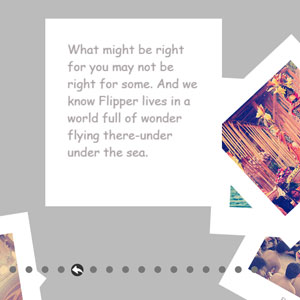 What might be right
for you may not be
right for some. And we
know Flipper lives in a
world full of wonder
flying there-under
under the sea.